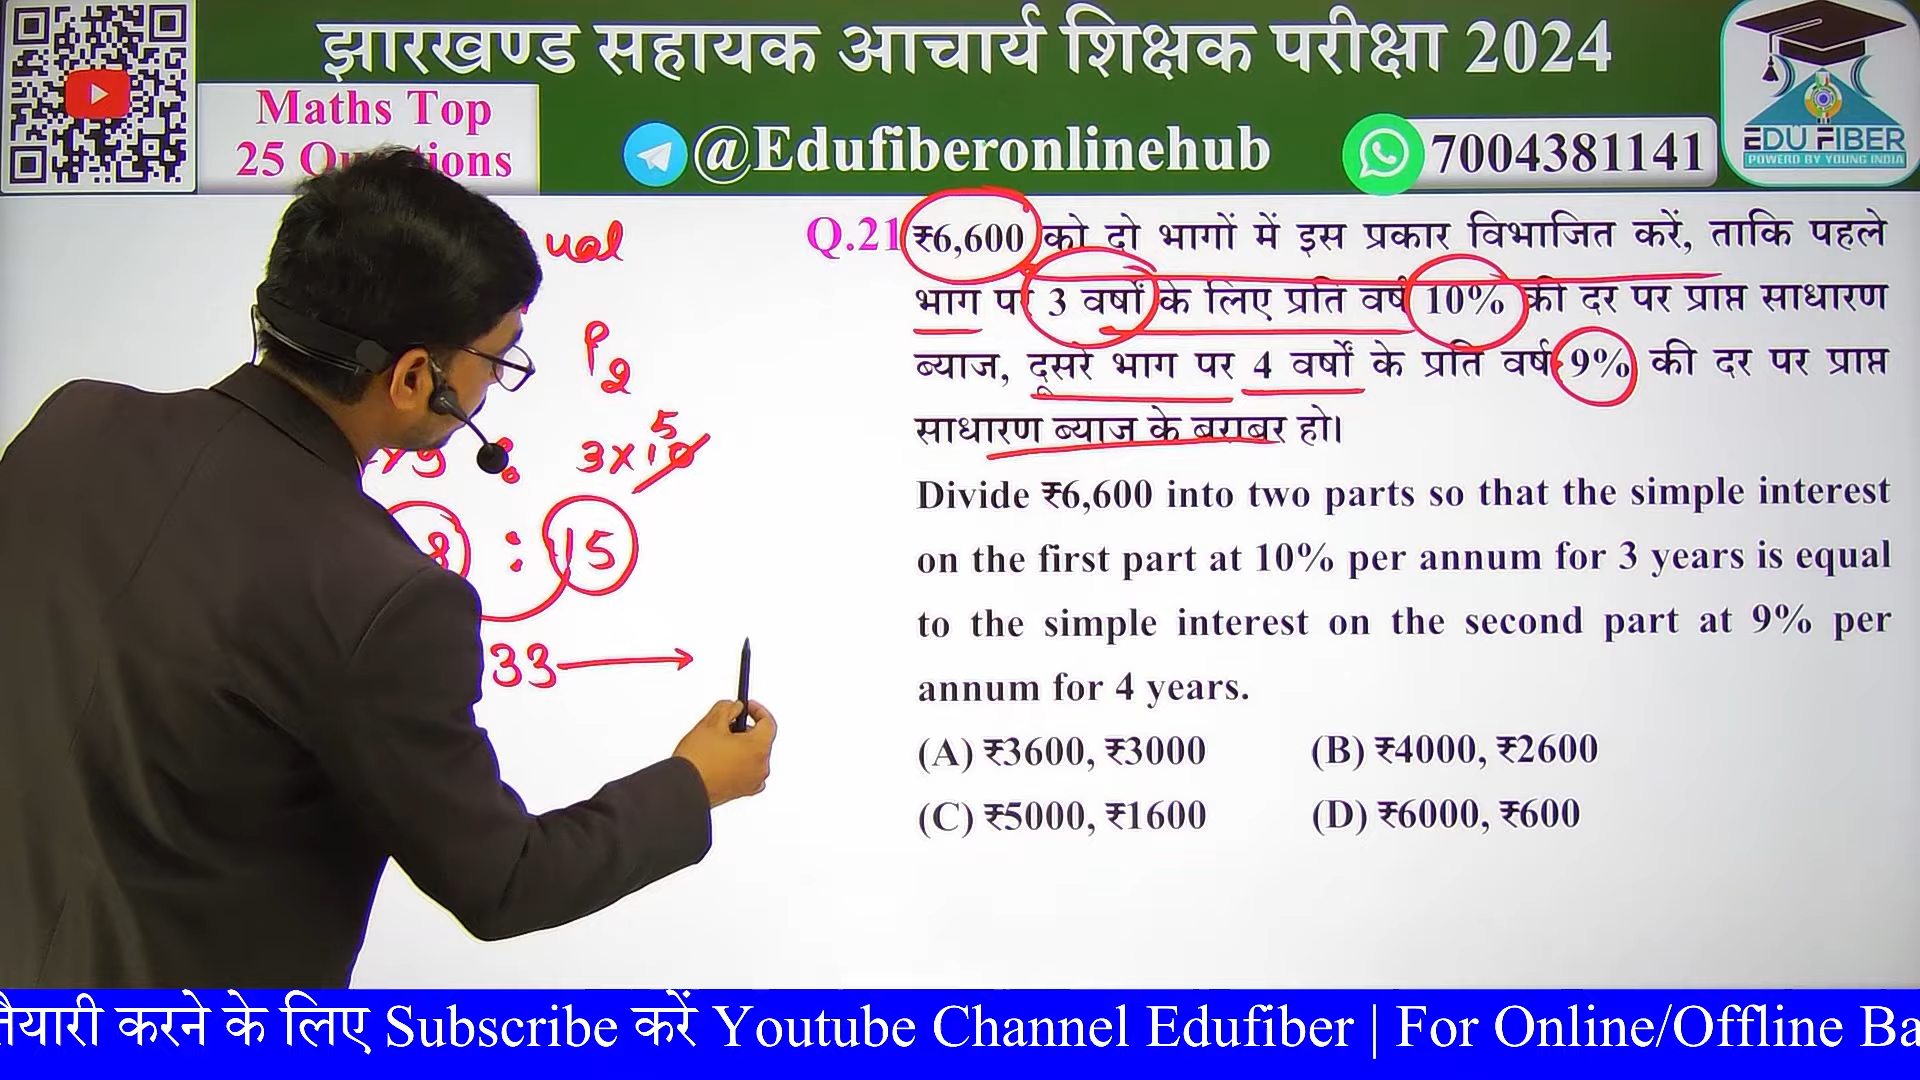 झारखण्ड सहायक आचार्य शिक्षक परीक्षा 2024
Maths Top
25
@Edufiberonlinehub
7004381141
EDU FIBER
POWERD BY YOUNG INDIA
Q.21 ₹6,600 को दो भागों में इस प्रकार विभाजित करें, ताकि पहले
भाग पर 3 वर्षों के लिए प्रति वर्ष 10% की दर पर प्राप्त साधारण
ब्याज, दूसरे भाग पर 4 वर्षों के प्रति वर्ष 9% की दर पर प्राप्त
साधारण ब्याज के बराबर हो।
Divide ₹6,600 into two parts so that the simple interest
on the first part at 10% per annum for 3 years is equal
to the simple interest on the second part at 9% per
annum for 4 years.
(A) ₹3600, ₹3000 (B) ₹4000, ₹2600
(C) ₹5000, ₹1600 (D) ₹6000, ₹600
P2
5
3×10
: 15
33
तैयारी करने के लिए Subscribe करें Youtube Channel Edufiber | For Online/Offline Ba